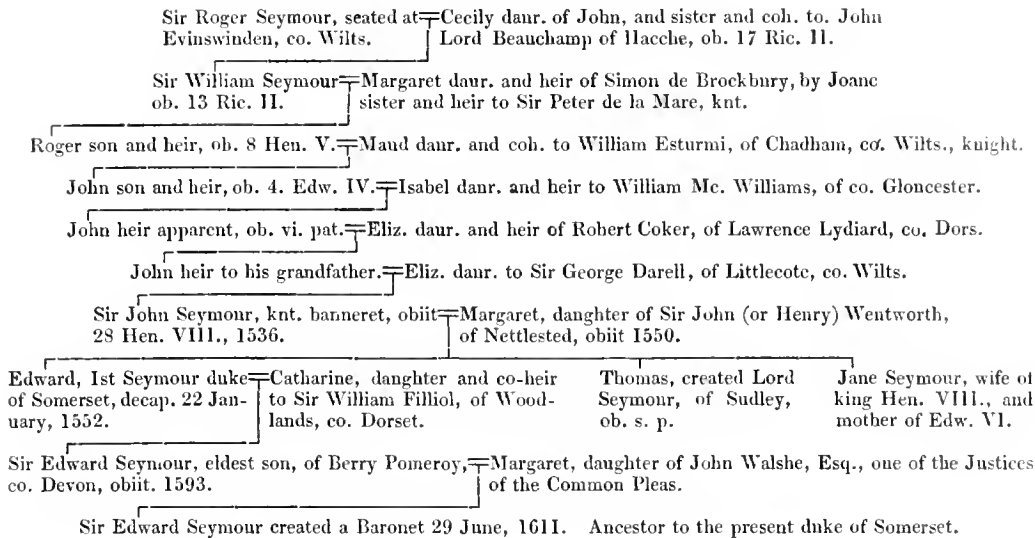 Sir Roger Seymour, seated at Cecily daur. of John, and sister and coh. to. John
Evinswinden, co. Wilts. Lord Beauchamp of Hacche, ob. 17 Ric. II.
Sir William Seymour Margaret daur. and heir of Simon de Brockbury, by Joane
ob. 13 Ric. II. sister and heir to Sir Peter de la Mare, knt.
Roger son and heir, ob. 8 Hen. V. Maud daur. and coh. to William Esturmi, of Chadham, co. Wilts., knight.
John son and heir, ob. 4. Edw. IV. Isabel daur. and heir to William Mc. Williams, of co. Gloncester.
John heir apparent, ob. vi. pat. Eliz. daur. and heir of Robert Coker, of Lawrence Lydiard, co. Dors.
John heir to his grandfather. Eliz. daur. to Sir George Darell, of Littlecote, co. Wilts.
Sir John Seymour, knt. banneret, obiit Margaret, daughter of Sir John (or Henry) Wentworth,
28 Hen. VIII., 1536. of Nettlested, obiit 1550.
Edward, 1st Seymour duke Catharine, daughter and co-heir Thomas, created Lord Jane Seymour, wife of
of Somerset, decap. 22 Jan- to Sir William Filliol, of Wood- Seymour, of Sudley, king Hen. VIII., and
uary, 1552. lands, co. Dorset. ob. s. p. mother of Edw. VI.
Sir Edward Seymour, eldest son, of Berry Pomeroy, Margaret, daughter of John Walshe, Esq., one of the Justices
co. Devon, obiit. 1593. of the Common Pleas.
Sir Edward Seymour created a Baronet 29 June, 1611. Ancestor to the present duke of Somerset.